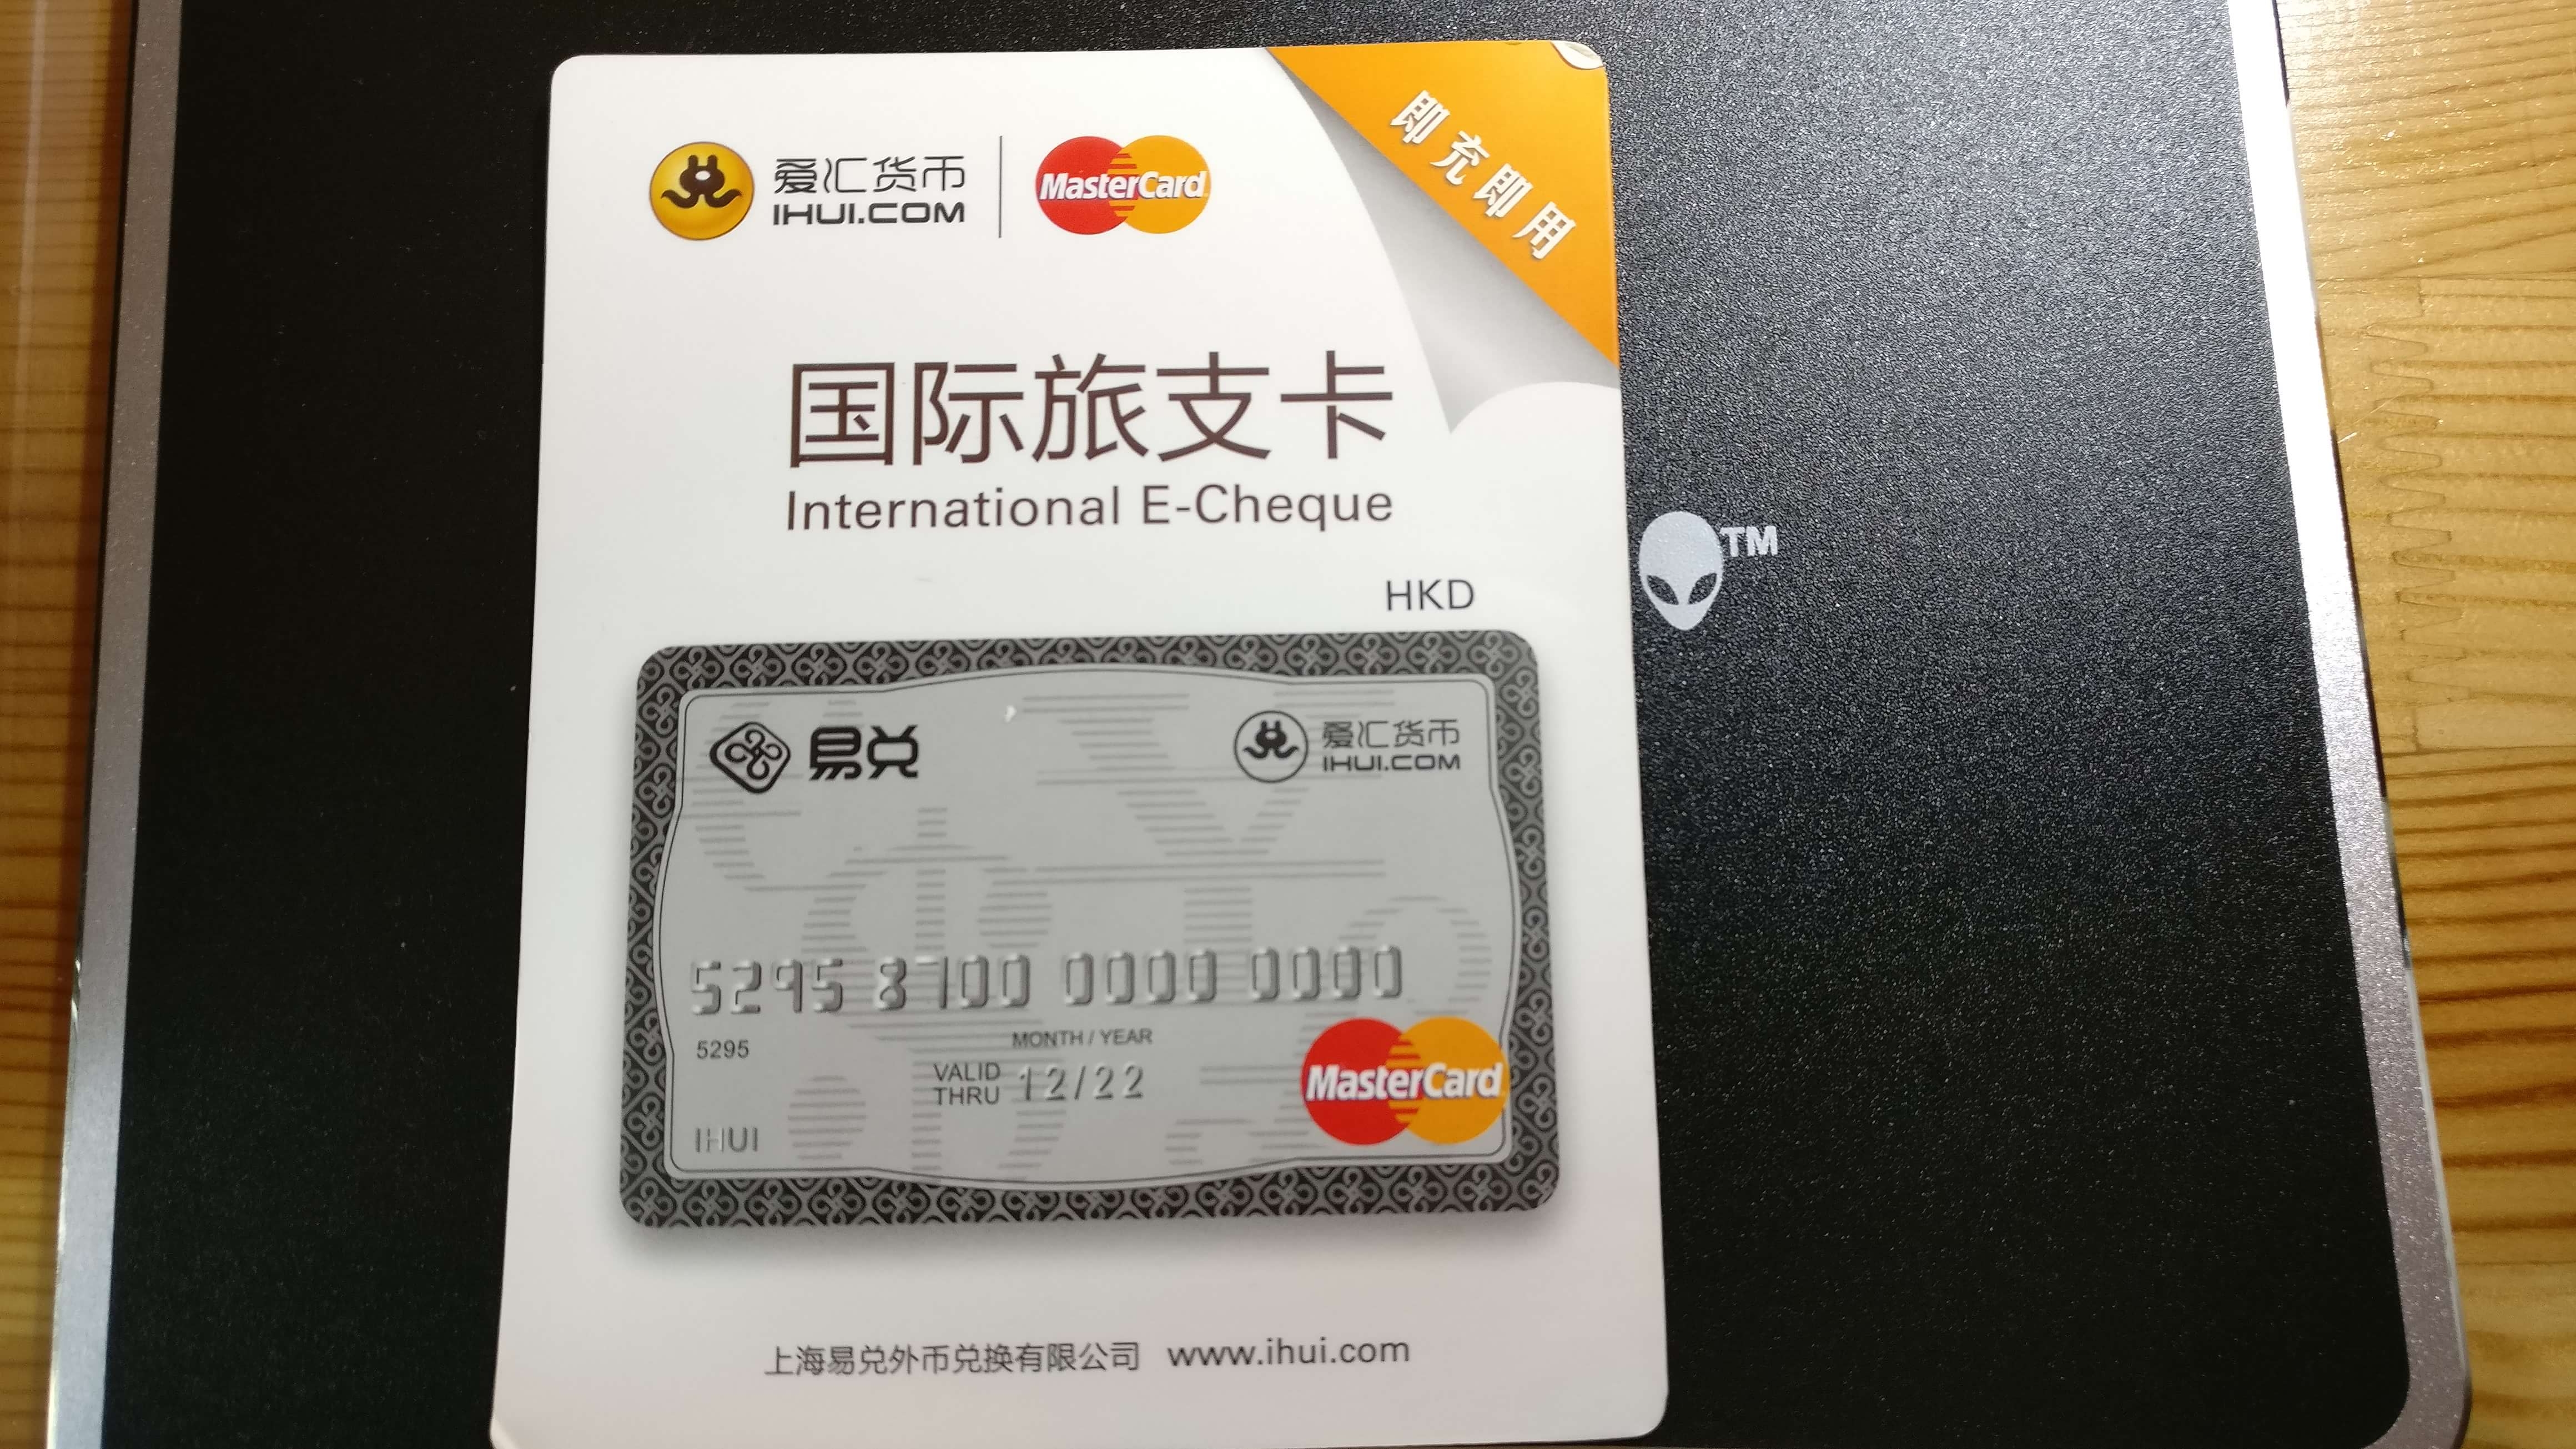 即充即用
爱汇货币
IHUI.COM
MasterCard
国际旅支卡
International E-Cheque
TM
HKD
易兑
爱汇货币
IHUI.COM
5295 8700 0000 0000
5295
MONTH / YEAR
VALID THRU 12/22
MasterCard
IHUI
上海易兑外币兑换有限公司 www.ihui.com